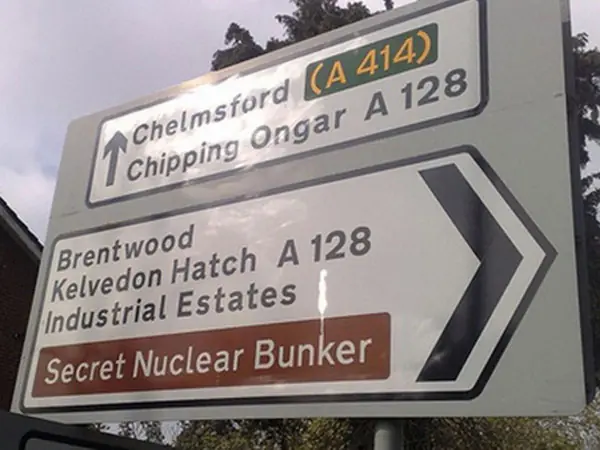 Chelmsford (A 414)
Chipping Ongar A 128
Brentwood
Kelvedon Hatch A 128
Industrial Estates
Secret Nuclear Bunker